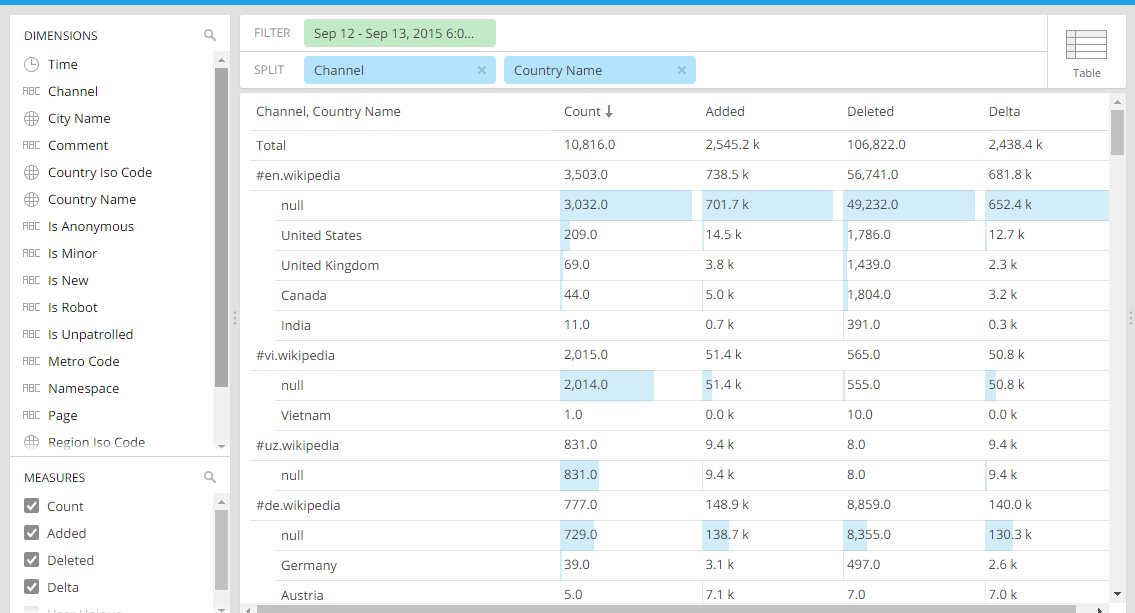 DIMENSIONS
Time
ABC Channel
City Name
ABC Comment
Country Iso Code
Country Name
ABC Is Anonymous
ABC Is Minor
ABC Is New
ABC Is Robot
ABC Is Unpatrolled
ABC Metro Code
ABC Namespace
ABC Page
Region Iso Code
MEASURES
Count
Added
Deleted
Delta
FILTER Sep 12 - Sep 13, 2015 6:0...
SPLIT Channel × Country Name ×
Table
Channel, Country Name Count Added Deleted Delta
Total 10,816.0 2,545.2 k 106,822.0 2,438.4 k
#en.wikipedia 3,503.0 738.5 k 56,741.0 681.8 k
null 3,032.0 701.7 k 49,232.0 652.4 k
United States 209.0 14.5 k 1,786.0 12.7 k
United Kingdom 69.0 3.8 k 1,439.0 2.3 k
Canada 44.0 5.0 k 1,804.0 3.2 k
India 11.0 0.7 k 391.0 0.3 k
#vi.wikipedia 2,015.0 51.4 k 565.0 50.8 k
null 2,014.0 51.4 k 555.0 50.8 k
Vietnam 1.0 0.0 k 10.0 0.0 k
#uz.wikipedia 831.0 9.4 k 8.0 9.4 k
null 831.0 9.4 k 8.0 9.4 k
#de.wikipedia 777.0 148.9 k 8,859.0 140.0 k
null 729.0 138.7 k 8,355.0 130.3 k
Germany 39.0 3.1 k 497.0 2.6 k
Austria 5.0 7.1 k 7.0 7.0 k